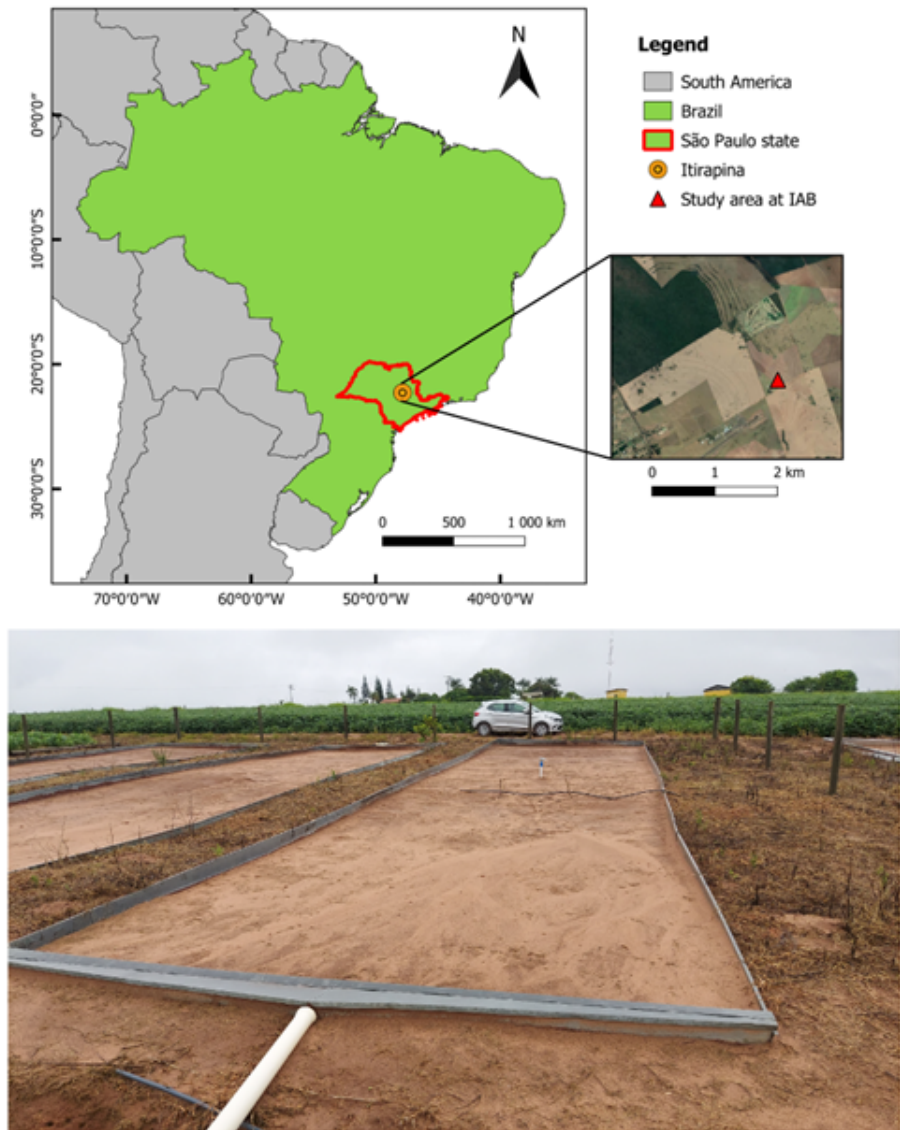 N
Legend
South America
Brazil
São Paulo state
Itirapina
Study area at IAB
0°0'0"
10°0'0"S
20°0'0"S
30°0'0"S
0 1 2 km
0 500 1 000 km
70°0'0"W 60°0'0"W 50°0'0"W 40°0'0"W